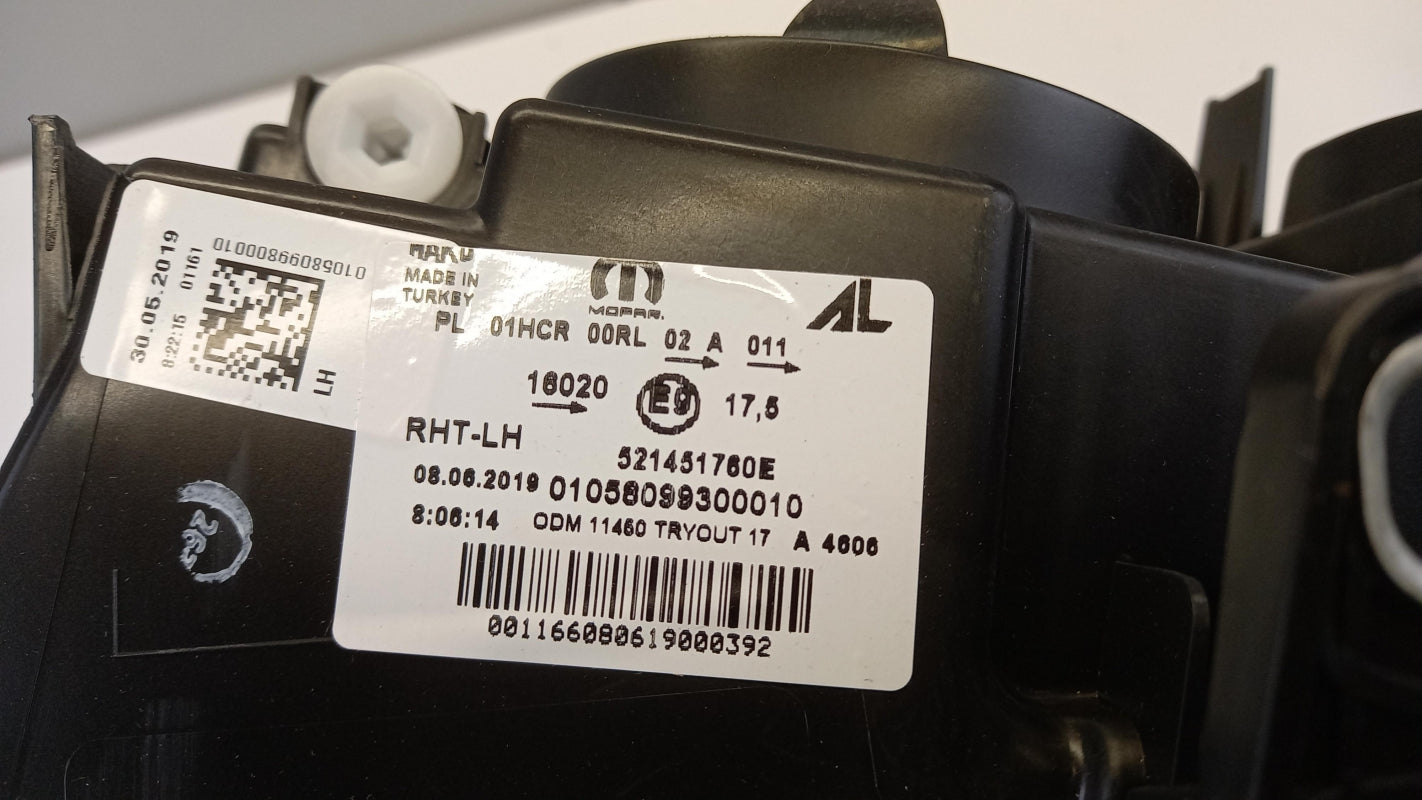 30.05.2019
8:22:15 01161
01058099800010
LH
MAKO
MADE IN
TURKEY
MOPAR.
AL
PL 01HCR 00RL 02 A 011
16020 E9 17,5
RHT-LH
521451760E
08.06.2019 01058099300010
8:06:14 ODM 11460 TRYOUT 17 A 4606
001166080619000392